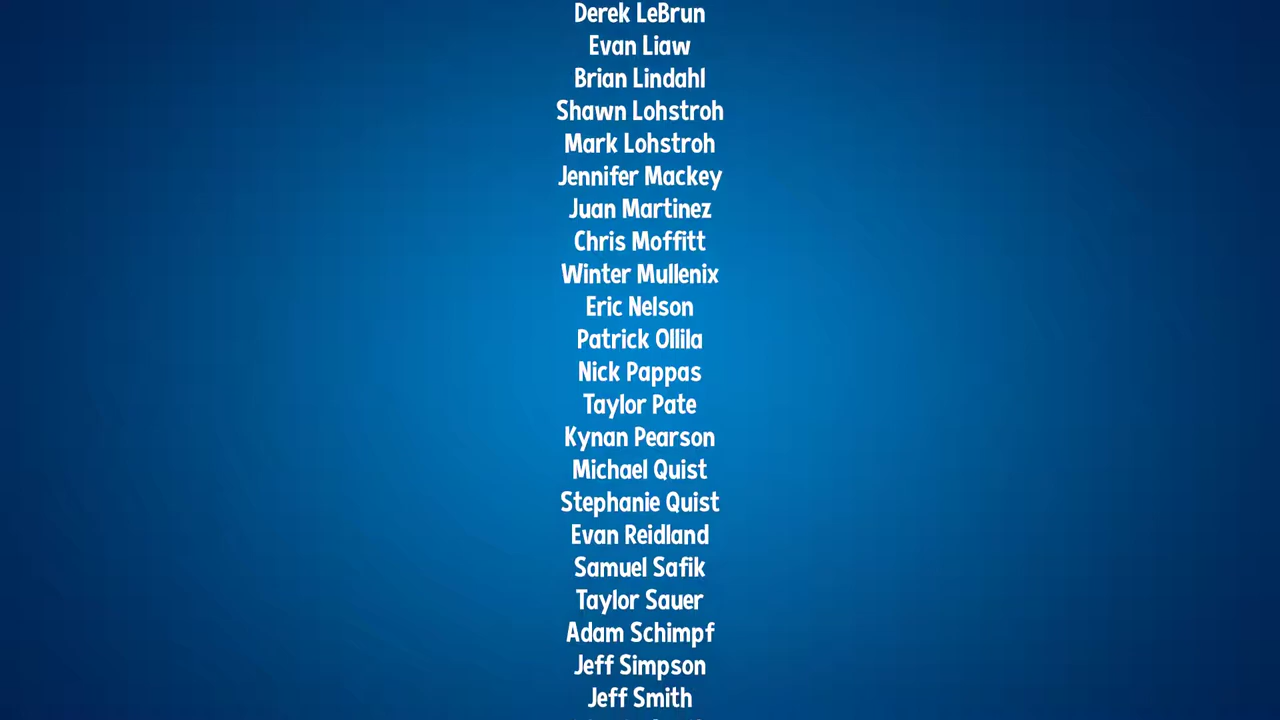 Derek LeBrun
Evan Liaw
Brian Lindahl
Shawn Lohstroh
Mark Lohstroh
Jennifer Mackey
Juan Martinez
Chris Moffitt
Winter Mullenix
Eric Nelson
Patrick Ollila
Nick Pappas
Taylor Pate
Kynan Pearson
Michael Quist
Stephanie Quist
Evan Reidland
Samuel Safik
Taylor Sauer
Adam Schimpf
Jeff Simpson
Jeff Smith